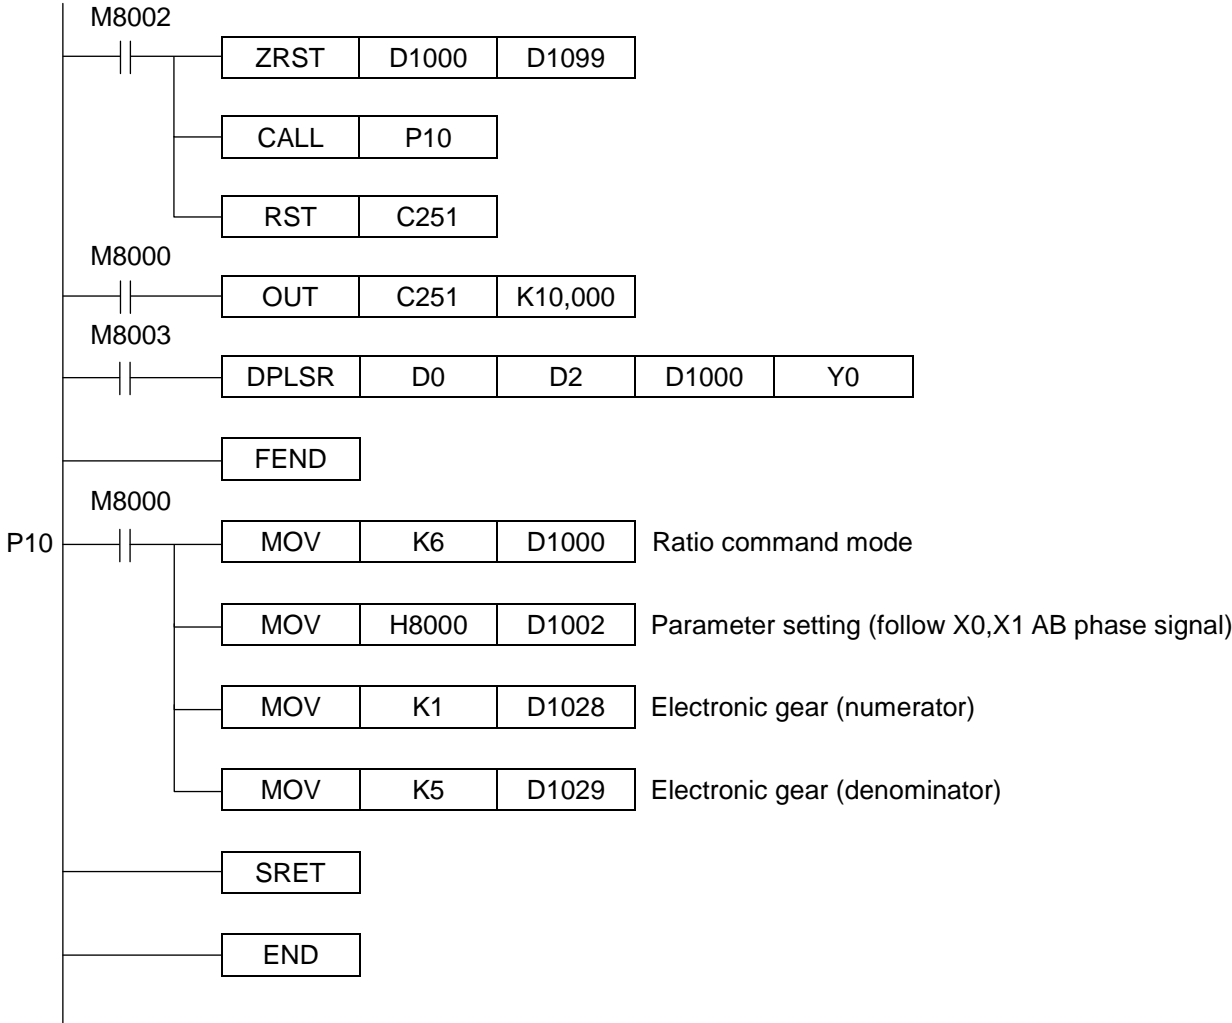 M8002
ZRST D1000 D1099
CALL P10
RST C251
M8000
OUT C251 K10,000
M8003
DPLSR D0 D2 D1000 Y0
FEND
M8000
P10 MOV K6 D1000 Ratio command mode
MOV H8000 D1002 Parameter setting (follow X0,X1 AB phase signal)
MOV K1 D1028 Electronic gear (numerator)
MOV K5 D1029 Electronic gear (denominator)
SRET
END